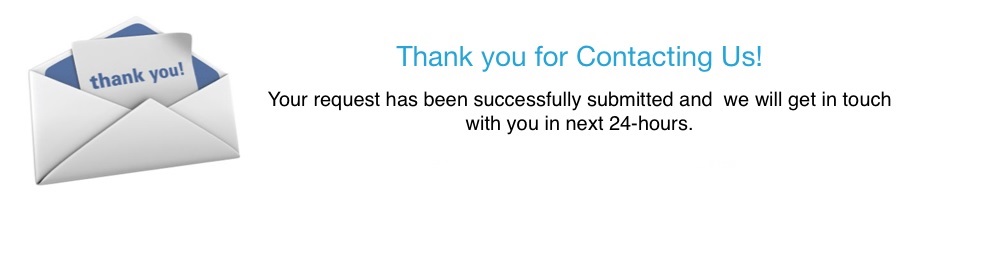 thank you!
Thank you for Contacting Us!
Your request has been successfully submitted and  we will get in touch
with you in next 24-hours.